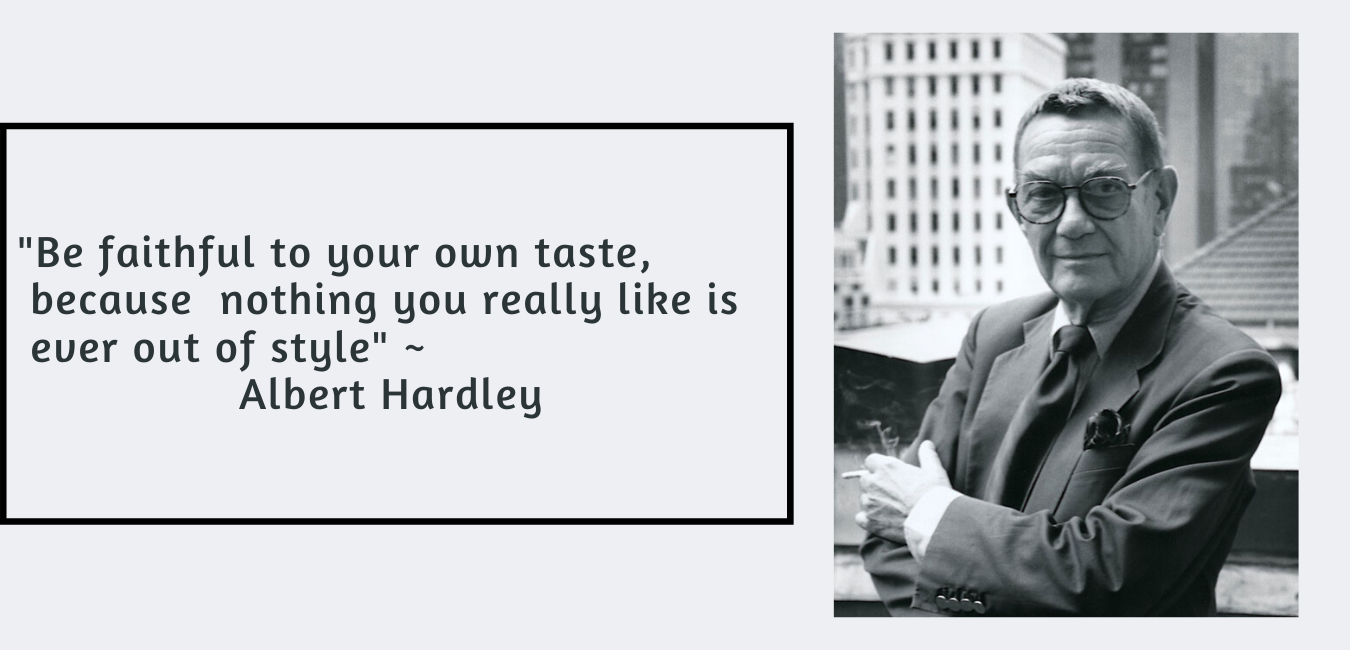 "Be faithful to your own taste,
because nothing you really like is
ever out of style" ~
Albert Hardley